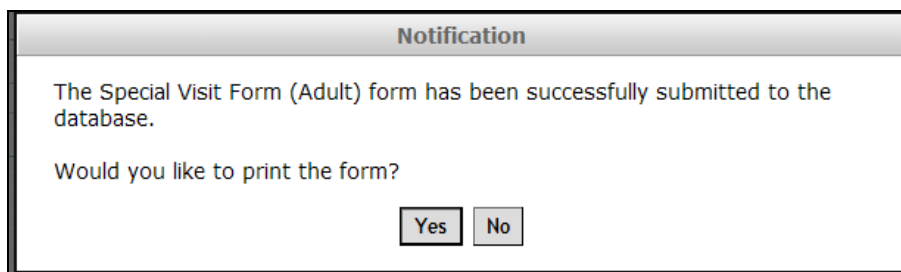 Notification
The Special Visit Form (Adult) form has been successfully submitted to the
database.
Would you like to print the form?
Yes No